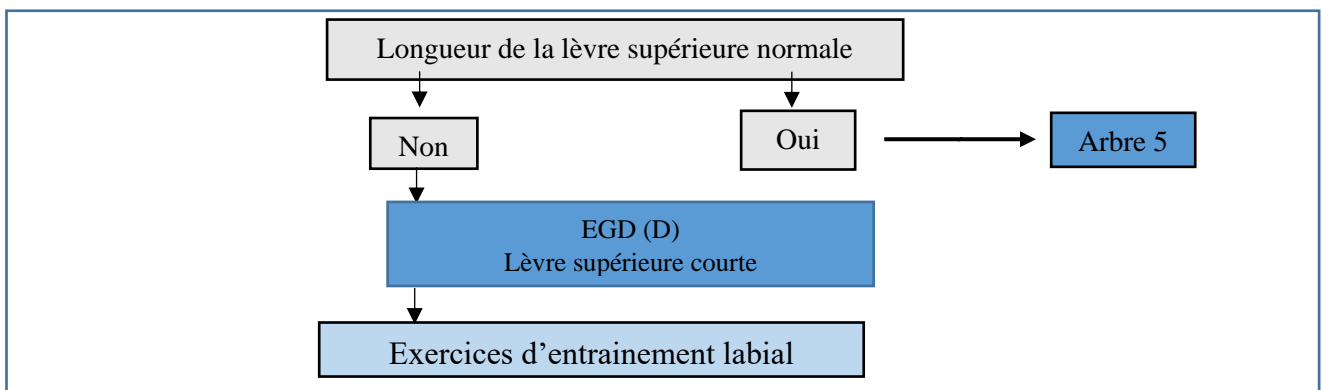 Longueur de la lèvre supérieure normale
Non
Oui
Arbre 5
EGD (D)
Lèvre supérieure courte
Exercices d’entrainement labial